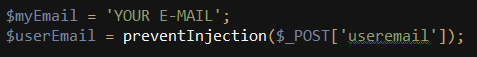 $myEmail = 'YOUR E-MAIL';
$userEmail = preventInjection($_POST['useremail']);